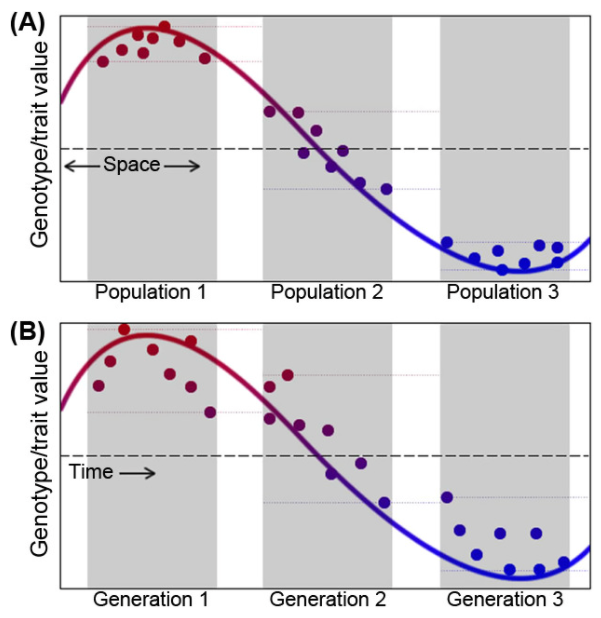 (A)
Genotype/trait value
Space
Population 1
Population 2
Population 3
(B)
Genotype/trait value
Time
Generation 1
Generation 2
Generation 3